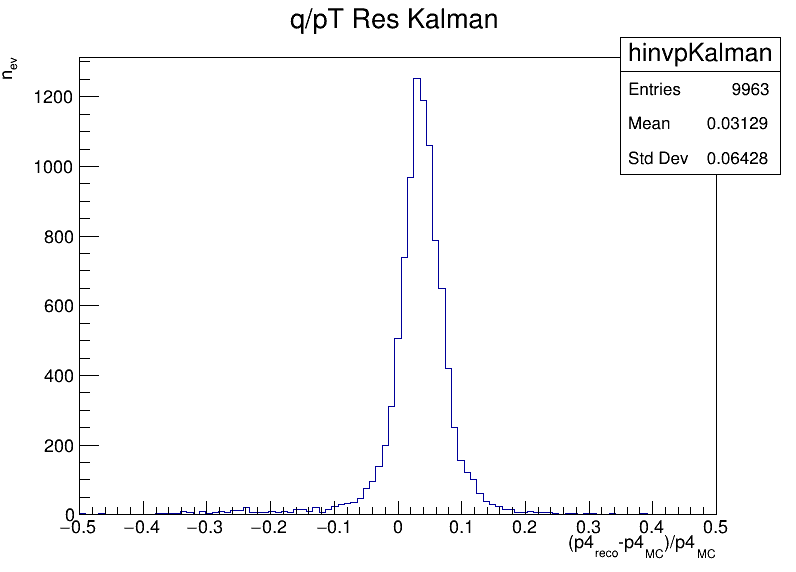 q/pT Res Kalman
n_ev
hinvpKalman
Entries 9963
Mean 0.03129
Std Dev 0.06428
1200
1000
800
600
400
200
0
−0.5 −0.4 −0.3 −0.2 −0.1 0 0.1 0.2 0.3 0.4 0.5
(p4_reco-p4_MC)/p4_MC